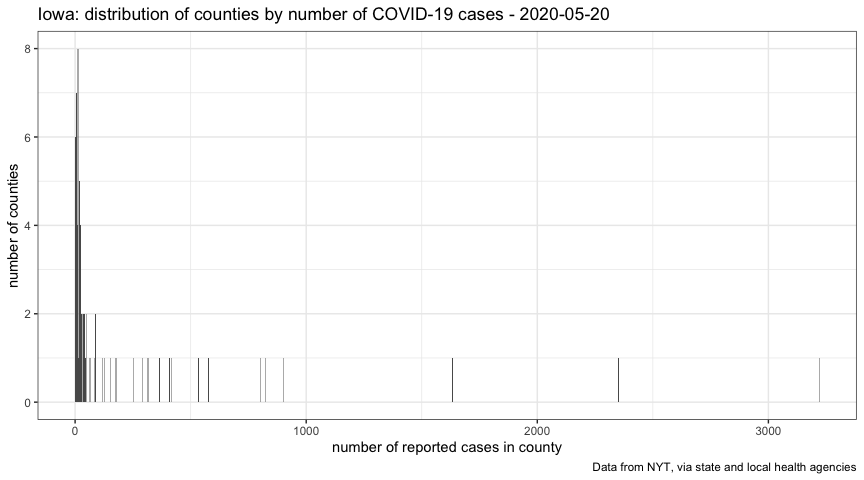 Iowa: distribution of counties by number of COVID-19 cases - 2020-05-20
8
6
4
2
0
number of counties
0 1000 2000 3000
number of reported cases in county
Data from NYT, via state and local health agencies